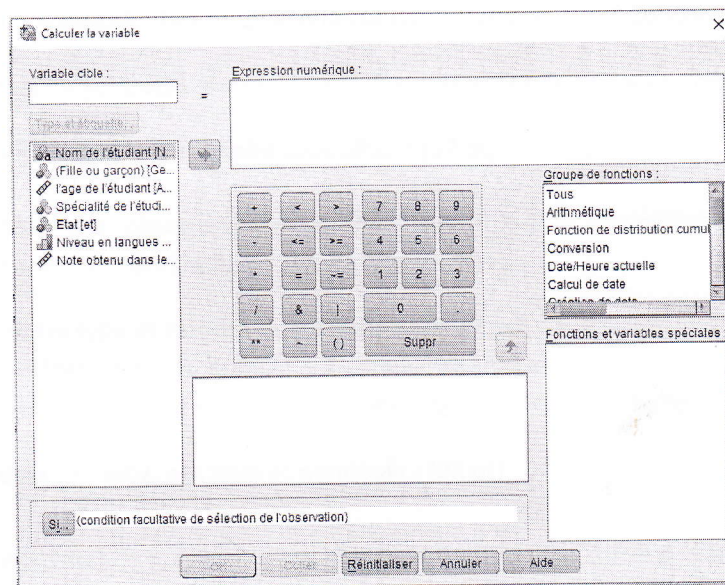 Calculer la variable
Variable cible :
=
Expression numérique :
Type et étiquette...
Nom de l'étudiant [N...
(Fille ou garçon) [Ge...
l'age de l'étudiant [A...
Spécialité de l'étudi...
Etat [et]
Niveau en langues ...
Note obtenu dans le...
+ < > 7 8 9
- <= >= 4 5 6
* = ~= 1 2 3
/ & | 0 .
** ~ ( ) Suppr
Groupe de fonctions :
Tous
Arithmétique
Fonction de distribution cumul
Conversion
Date/Heure actuelle
Calcul de date
Création de date
Fonctions et variables spéciales
Si... (condition facultative de sélection de l'observation)
OK Coller Réinitialiser Annuler Aide